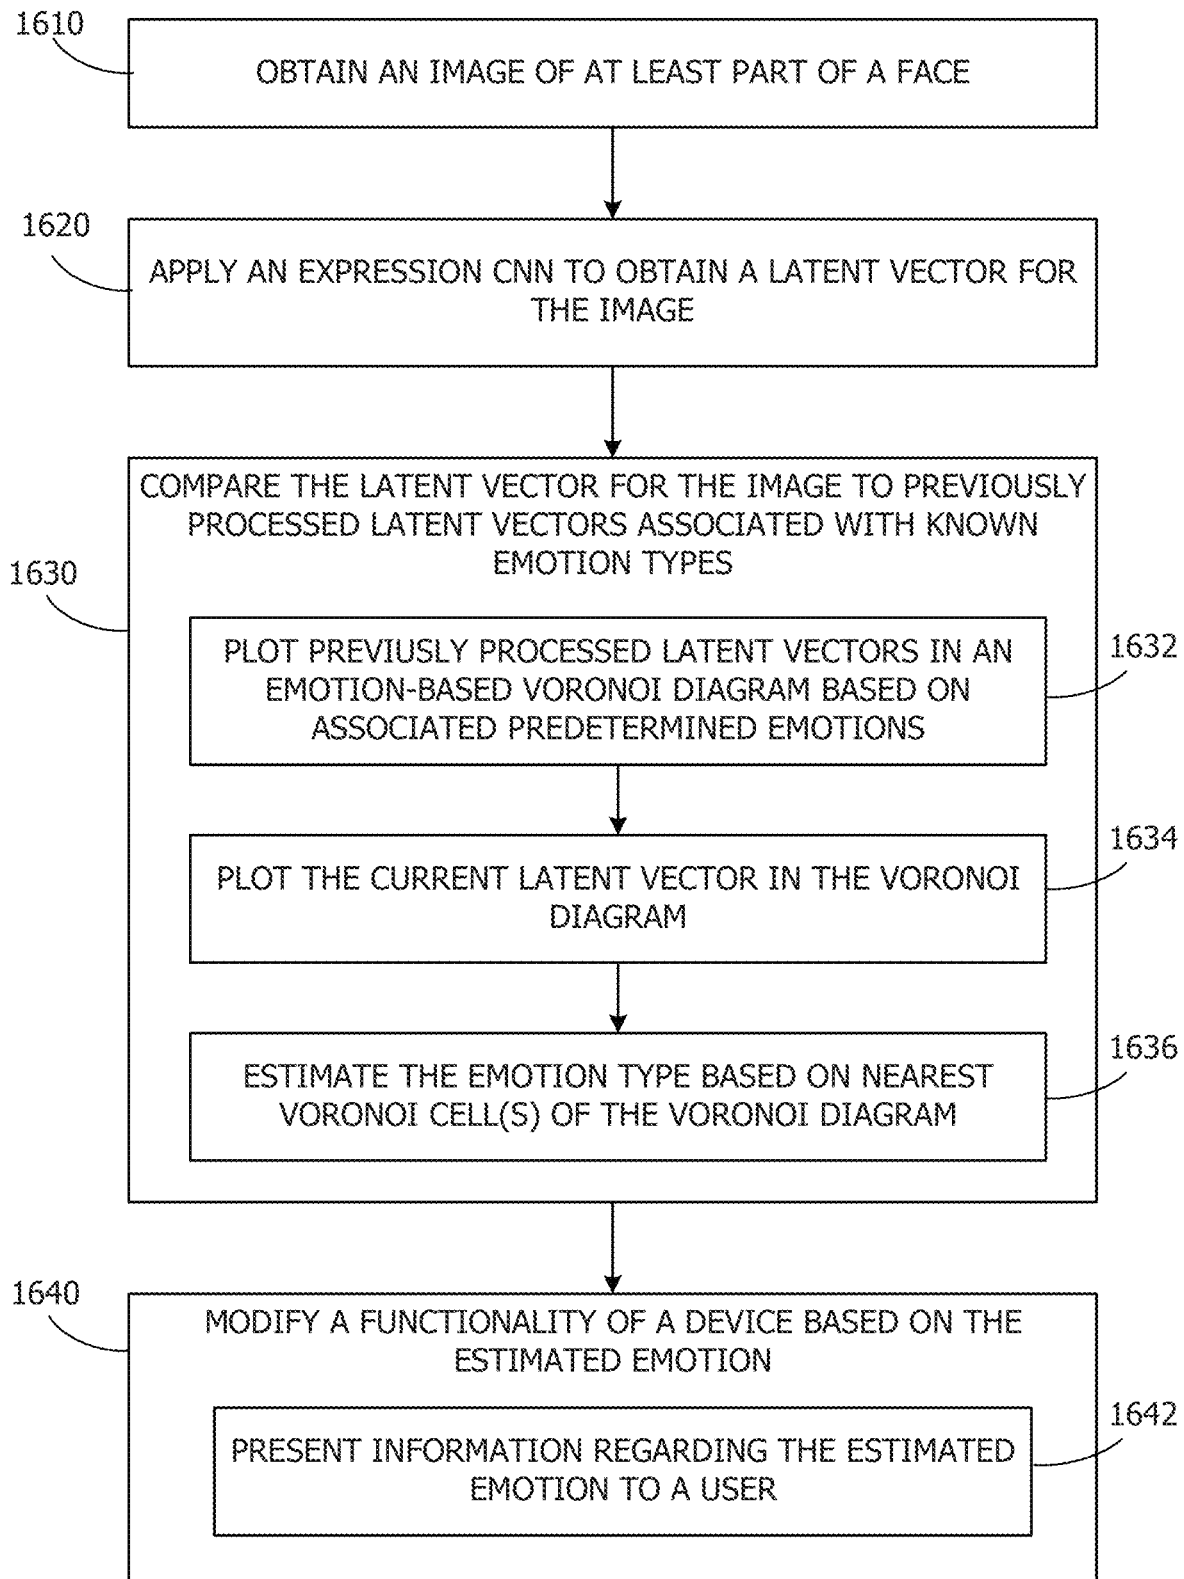 1610
OBTAIN AN IMAGE OF AT LEAST PART OF A FACE
1620
APPLY AN EXPRESSION CNN TO OBTAIN A LATENT VECTOR FOR
THE IMAGE
1630
COMPARE THE LATENT VECTOR FOR THE IMAGE TO PREVIOUSLY
PROCESSED LATENT VECTORS ASSOCIATED WITH KNOWN
EMOTION TYPES
1632
PLOT PREVIUSLY PROCESSED LATENT VECTORS IN AN
EMOTION-BASED VORONOI DIAGRAM BASED ON
ASSOCIATED PREDETERMINED EMOTIONS
1634
PLOT THE CURRENT LATENT VECTOR IN THE VORONOI
DIAGRAM
1636
ESTIMATE THE EMOTION TYPE BASED ON NEAREST
VORONOI CELL(S) OF THE VORONOI DIAGRAM
1640
MODIFY A FUNCTIONALITY OF A DEVICE BASED ON THE
ESTIMATED EMOTION
1642
PRESENT INFORMATION REGARDING THE ESTIMATED
EMOTION TO A USER